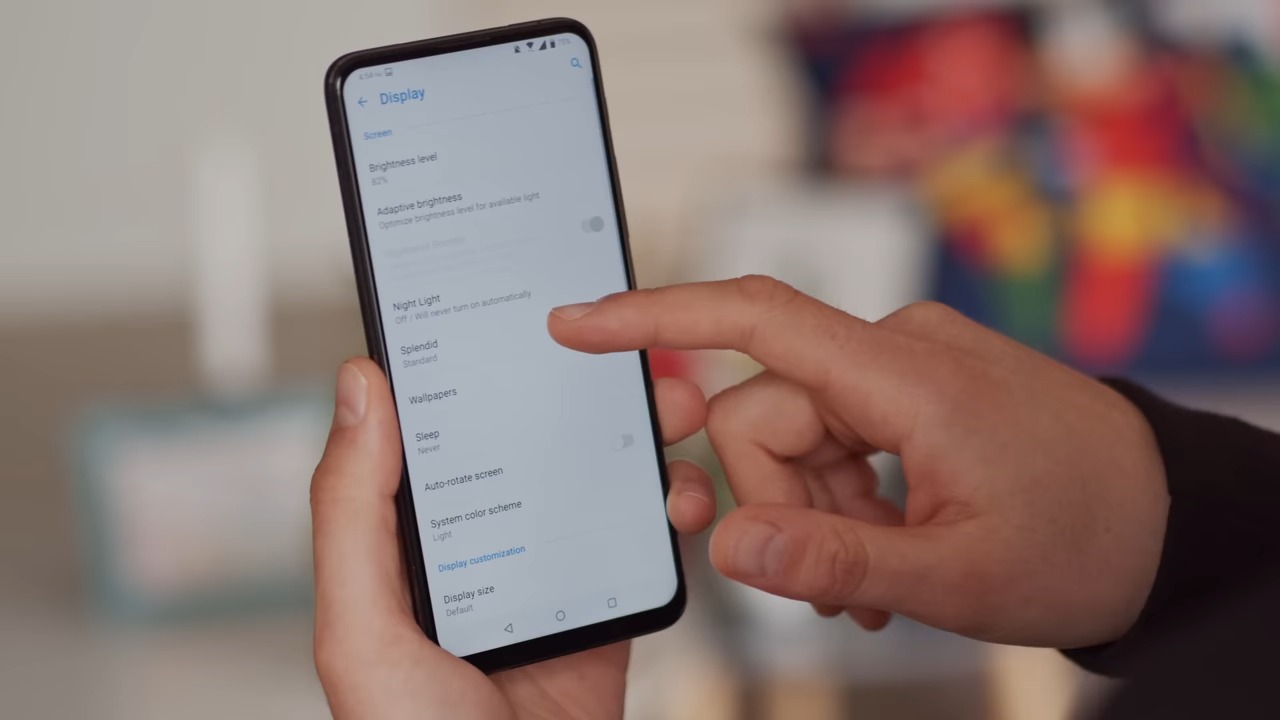 Display
Screen
Brightness level
82%
Adaptive brightness
Optimize brightness level for available light
Night Light
Off / Will never turn on automatically
Splendid
Standard
Wallpapers
Sleep
Never
Auto-rotate screen
System color scheme
Light
Display customization
Display size
Default